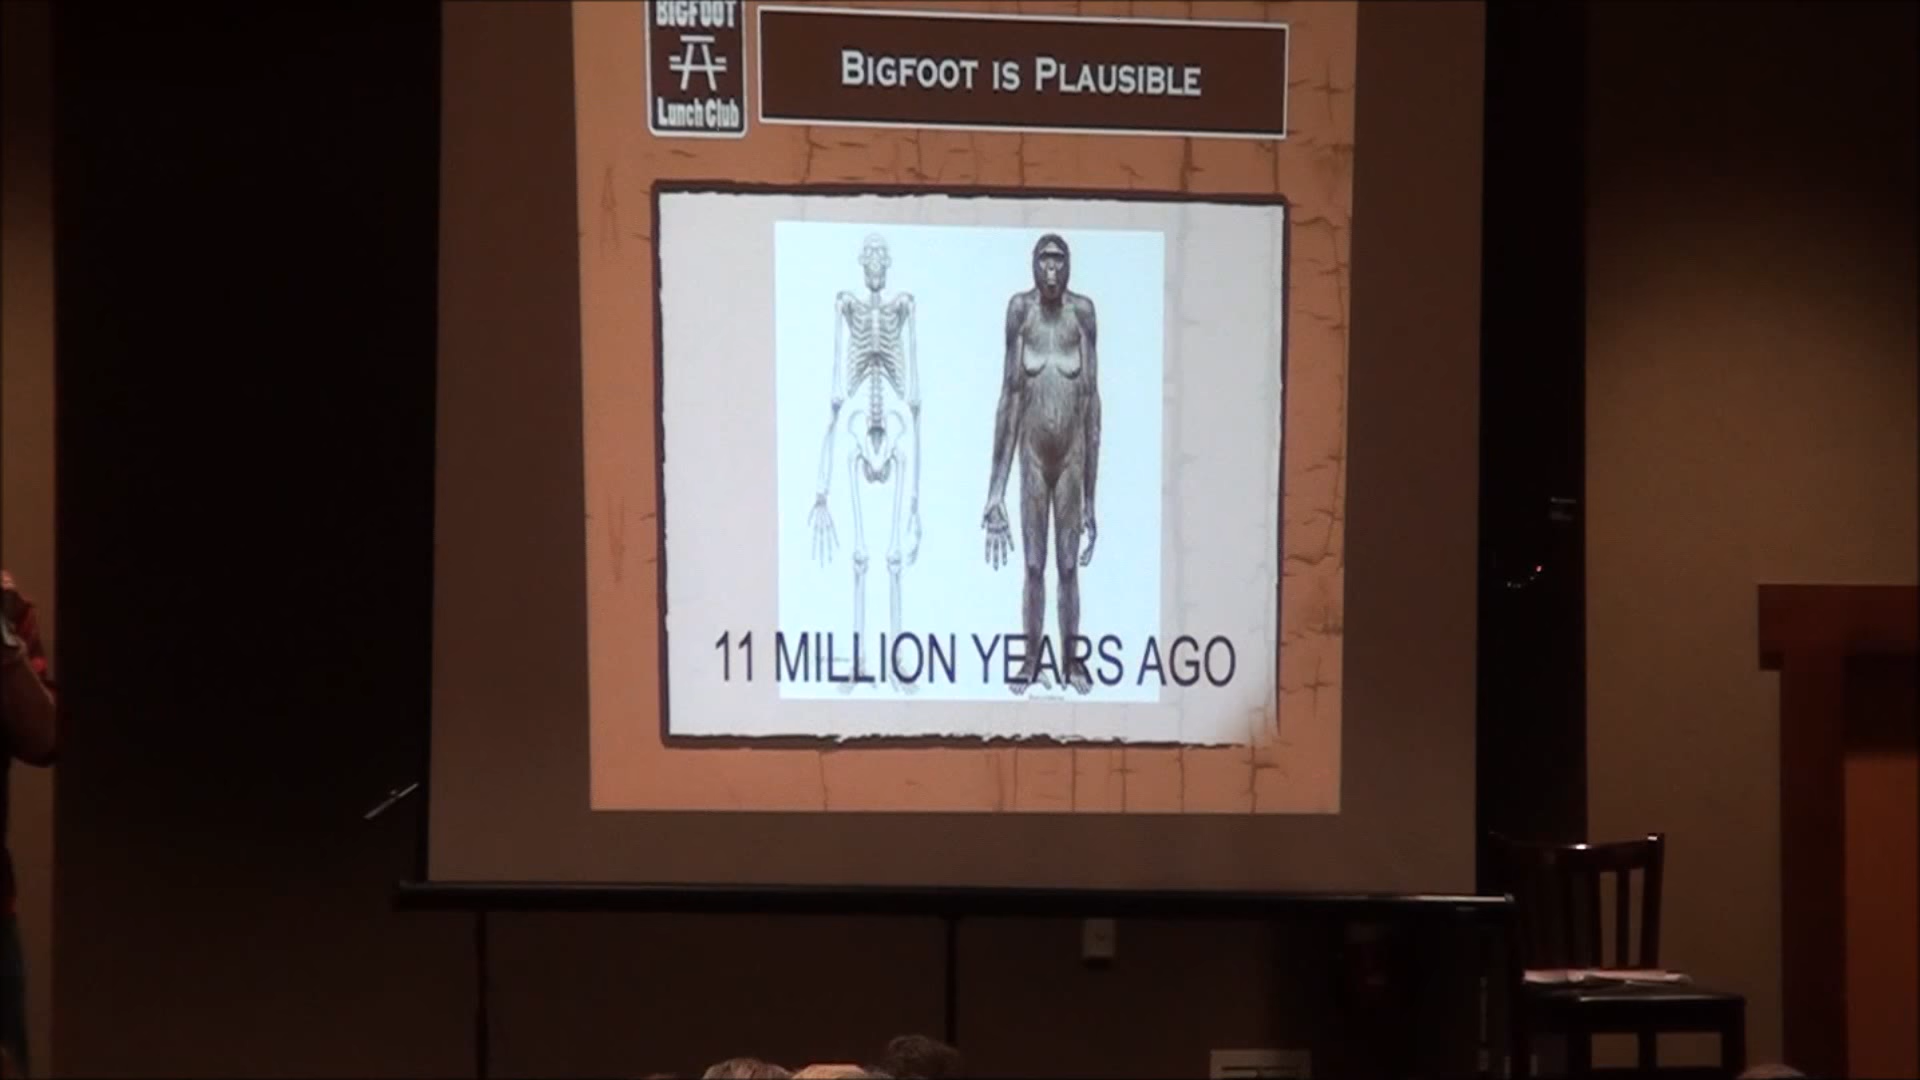 BIGFOOT
Lunch Club
BIGFOOT IS PLAUSIBLE
11 MILLION YEARS AGO